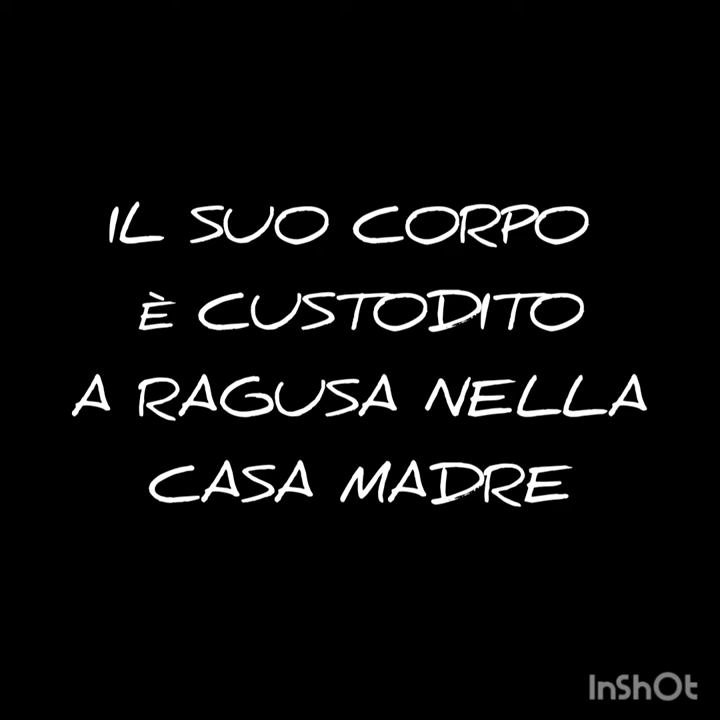 IL SUO CORPO
È CUSTODITO
A RAGUSA NELLA
CASA MADRE
InShOt